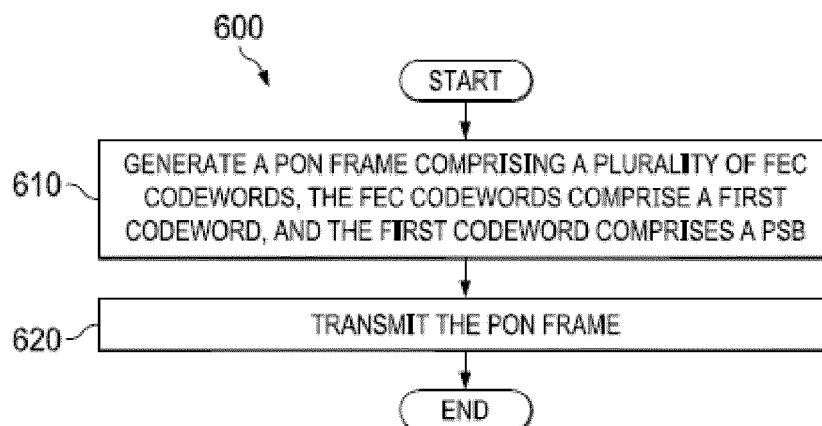 600
START
610
GENERATE A PON FRAME COMPRISING A PLURALITY OF FEC
CODEWORDS, THE FEC CODEWORDS COMPRISE A FIRST
CODEWORD, AND THE FIRST CODEWORD COMPRISES A PSB
620
TRANSMIT THE PON FRAME
END